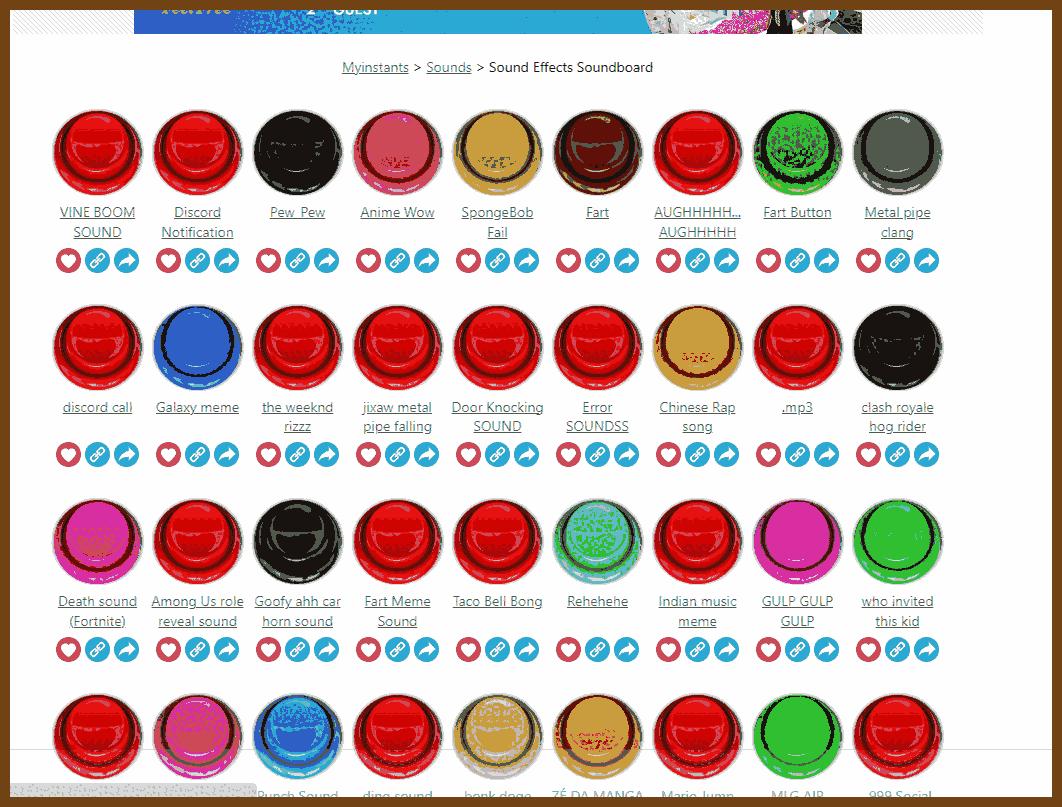 GUEST
Myinstants > Sounds > Sound Effects Soundboard
VINE BOOM SOUND
Discord Notification
Pew_Pew
Anime Wow
SpongeBob Fail
Fart
AUGHHHHH... AUGHHHHH
Fart Button
Metal pipe clang
discord call
Galaxy meme
the weeknd rizzz
jixaw metal pipe falling
Door Knocking SOUND
Error SOUNDSS
Chinese Rap song
.mp3
clash royale hog rider
Death sound (Fortnite)
Among Us role reveal sound
Goofy ahh car horn sound
Fart Meme Sound
Taco Bell Bong
Rehehehe
Indian music meme
GULP GULP GULP
who invited this kid
Punch Sound
ding sound
bonk doge
ZÉ DA MANGA
Mario Jump
MLG AIR
999 Social